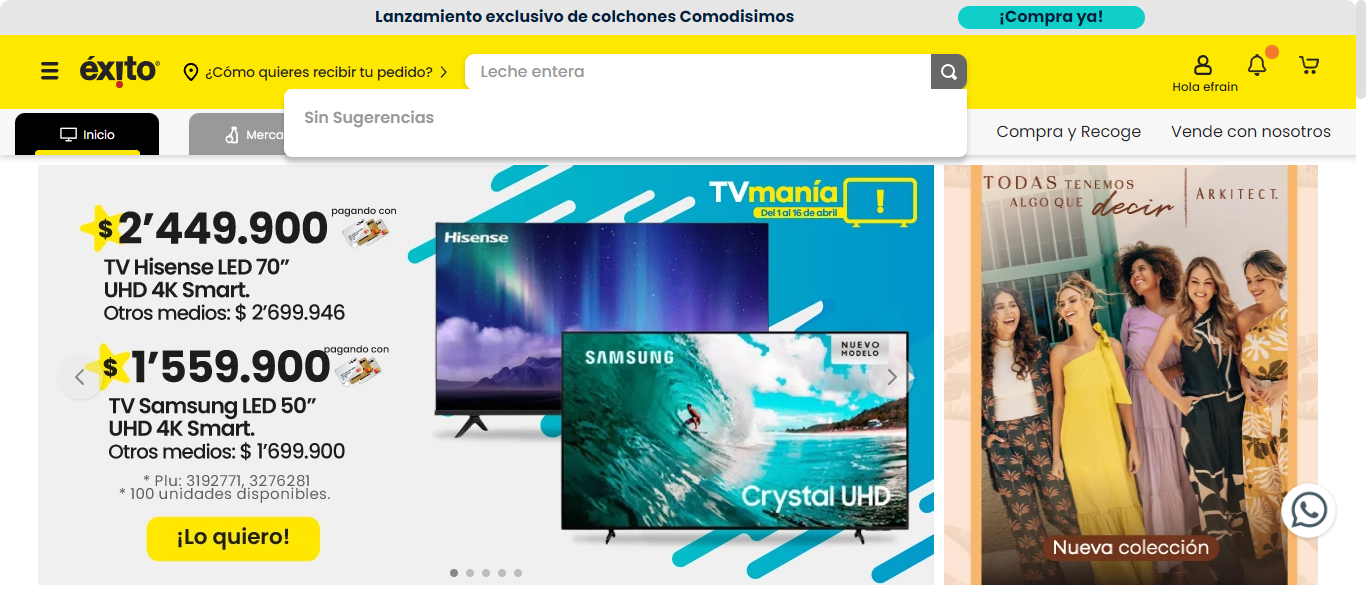 Lanzamiento exclusivo de colchones Comodisimos
¡Compra ya!
éxito
¿Cómo quieres recibir tu pedido?
Leche entera
Hola efrain
Sin Sugerencias
Inicio
Merca
Compra y Recoge
Vende con nosotros
$2'449.900
pagando con
TV Hisense LED 70"
UHD 4K Smart.
Otros medios: $ 2'699.946
$1'559.900
pagando con
TV Samsung LED 50"
UHD 4K Smart.
Otros medios: $ 1'699.900
* Plu: 3192771, 3276281
* 100 unidades disponibles.
¡Lo quiero!
TVmanía
Del 1 al 16 de abril
!
Hisense
SAMSUNG
NUEVO
MODELO
Crystal UHD
TODAS TENEMOS
ALGO QUE decir
ARKITECT.
Nueva colección